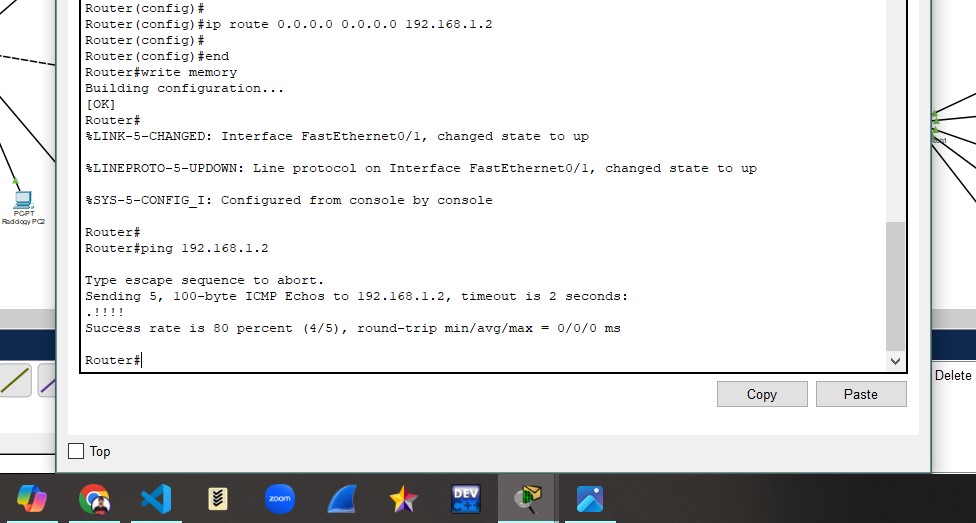 Router(config)#
Router(config)#ip route 0.0.0.0 0.0.0.0 192.168.1.2
Router(config)#
Router(config)#end
Router#write memory
Building configuration...
[OK]
Router#
%LINK-5-CHANGED: Interface FastEthernet0/1, changed state to up
%LINEPROTO-5-UPDOWN: Line protocol on Interface FastEthernet0/1, changed state to up
%SYS-5-CONFIG_I: Configured from console by console
Router#
Router#ping 192.168.1.2
Type escape sequence to abort.
Sending 5, 100-byte ICMP Echos to 192.168.1.2, timeout is 2 seconds:
.!!!!
Success rate is 80 percent (4/5), round-trip min/avg/max = 0/0/0 ms
Router#
PC-PT
Radiology PC2
Delete
Copy
Paste
Top
zoom
DEV
C++